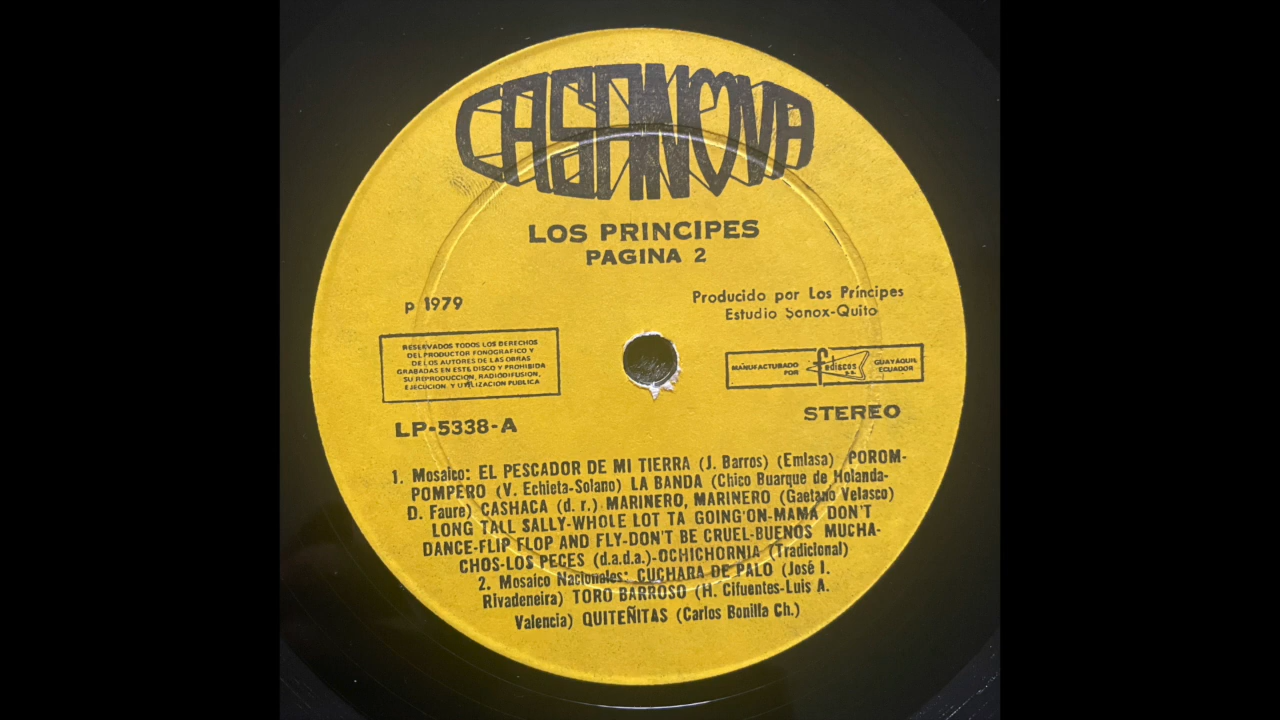 CASANOVA
LOS PRINCIPES
PAGINA 2
p 1979
Producido por Los Príncipes
Estudio Sonox-Quito
RESERVADOS TODOS LOS DERECHOS
DEL PRODUCTOR FONOGRAFICO Y
DE LOS AUTORES DE LAS OBRAS
GRABADAS EN ESTE DISCO Y PROHIBIDA
SU REPRODUCCION, RADIODIFUSION,
EJECUCION, Y UTILIZACION PUBLICA
MANUFACTURADO
POR
fediscos
S.A.
GUAYAQUIL
ECUADOR
LP-5338-A
STEREO
1. Mosaico: EL PESCADOR DE MI TIERRA (J. Barros) (Emlasa) POROM-
POMPERO (V. Echieta-Solano) LA BANDA (Chico Buarque de Holanda-
D. Faure) CASHACA (d. r.) MARINERO, MARINERO (Gaetano Velasco)
LONG TALL SALLY-WHOLE LOT TA GOING'ON-MAMA DON'T
DANCE-FLIP FLOP AND FLY-DON'T BE CRUEL-BUENOS MUCHA-
CHOS-LOS PECES (d.a.d.a.)-OCHICHORNIA (Tradicional)
2. Mosaico Nacionales: CUCHARA DE PALO (José I.
Rivadeneira) TORO BARROSO (H. Cifuentes-Luis A.
Valencia) QUITEÑITAS (Carlos Bonilla Ch.)